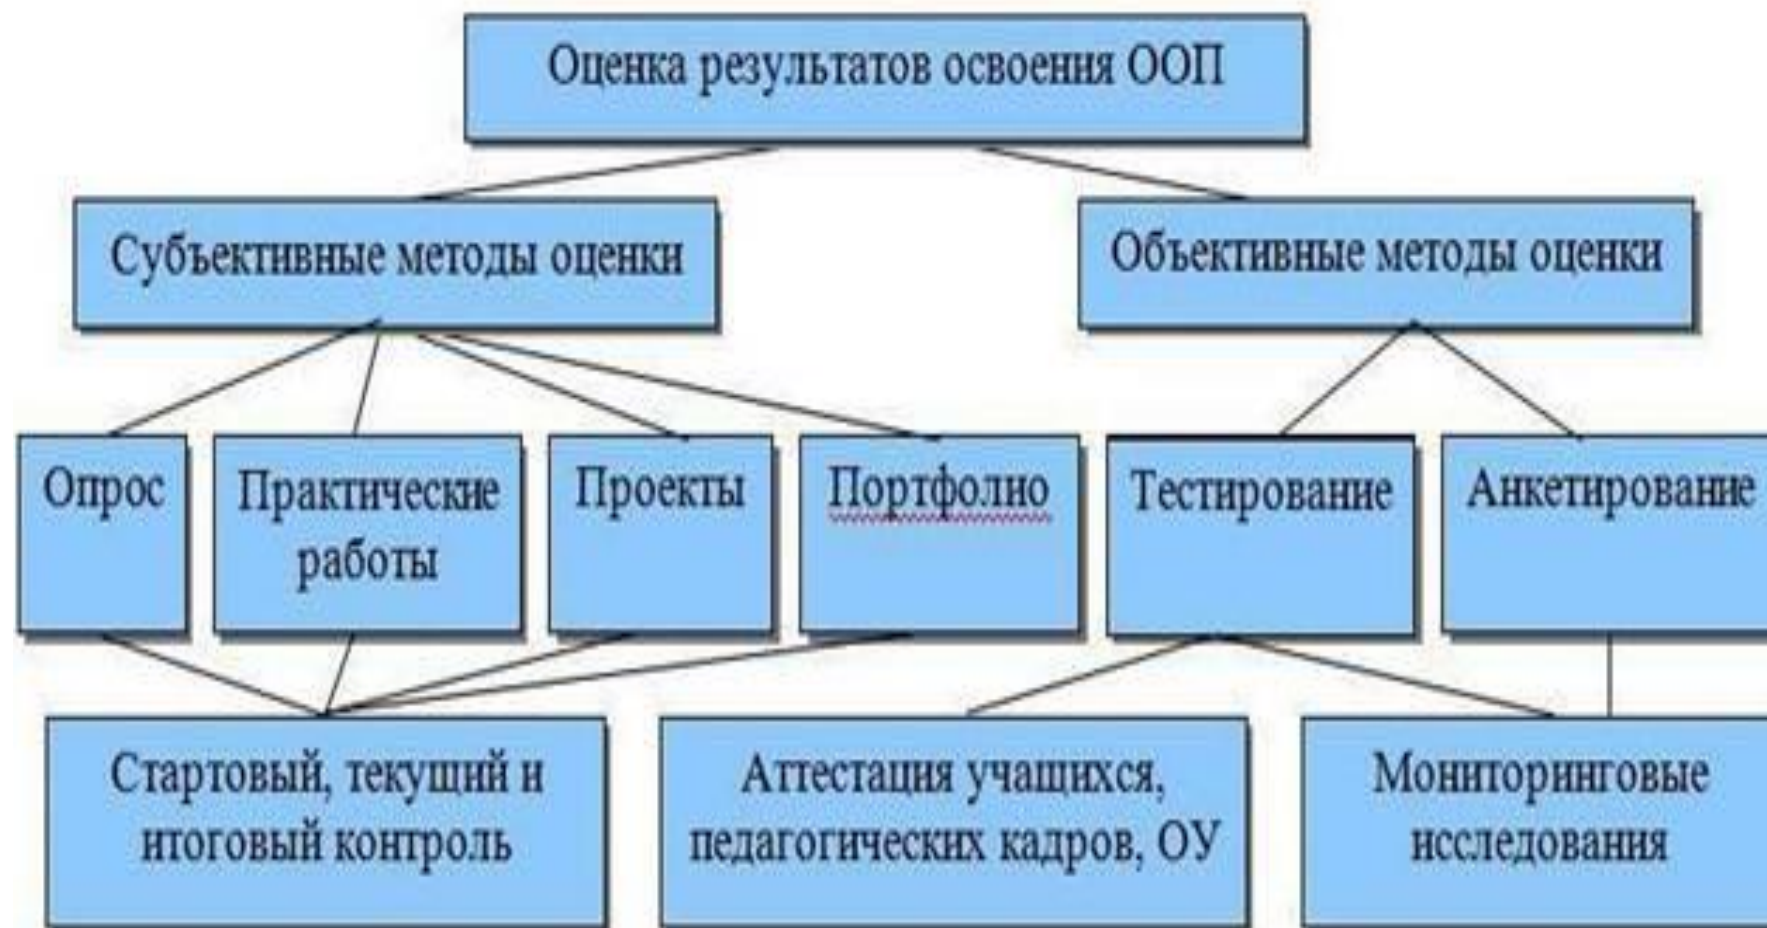 Оценка результатов освоения ООП
Субъективные методы оценки
Объективные методы оценки
Опрос
Практические
работы
Проекты
Портфолио
Тестирование
Анкетирование
Стартовый, текущий и
итоговый контроль
Аттестация учащихся,
педагогических кадров, ОУ
Мониторинговые
исследования